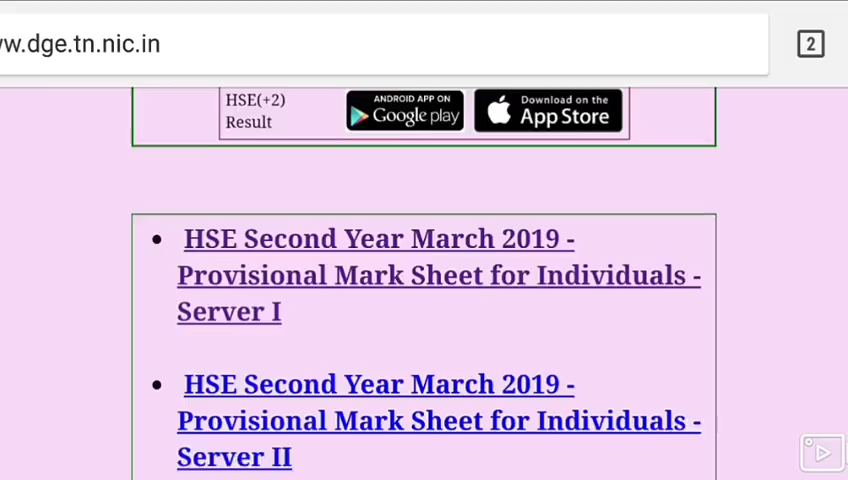 ww.dge.tn.nic.in
2
HSE(+2)
Result
ANDROID APP ON
Google play
Download on the
App Store
HSE Second Year March 2019 -
Provisional Mark Sheet for Individuals -
Server I
HSE Second Year March 2019 -
Provisional Mark Sheet for Individuals -
Server II